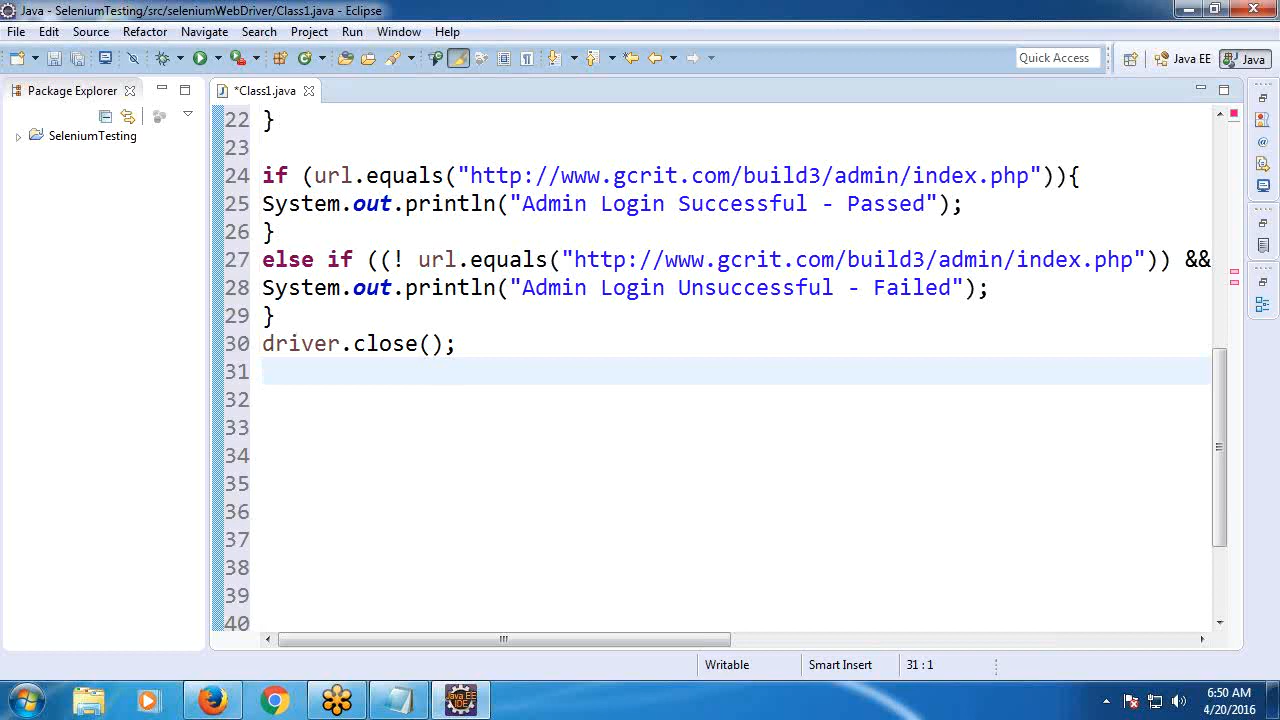 Java - SeleniumTesting/src/seleniumWebDriver/Class1.java - Eclipse
File Edit Source Refactor Navigate Search Project Run Window Help
Quick Access Java EE Java
Package Explorer *Class1.java
SeleniumTesting
22 }
23
24 if (url.equals("http://www.gcrit.com/build3/admin/index.php")){
25 System.out.println("Admin Login Successful - Passed");
26 }
27 else if ((! url.equals("http://www.gcrit.com/build3/admin/index.php")) &&
28 System.out.println("Admin Login Unsuccessful - Failed");
29 }
30 driver.close();
31
32
33
34
35
36
37
38
39
40
Writable Smart Insert 31 : 1
Java EE
IDE
6:50 AM
4/20/2016